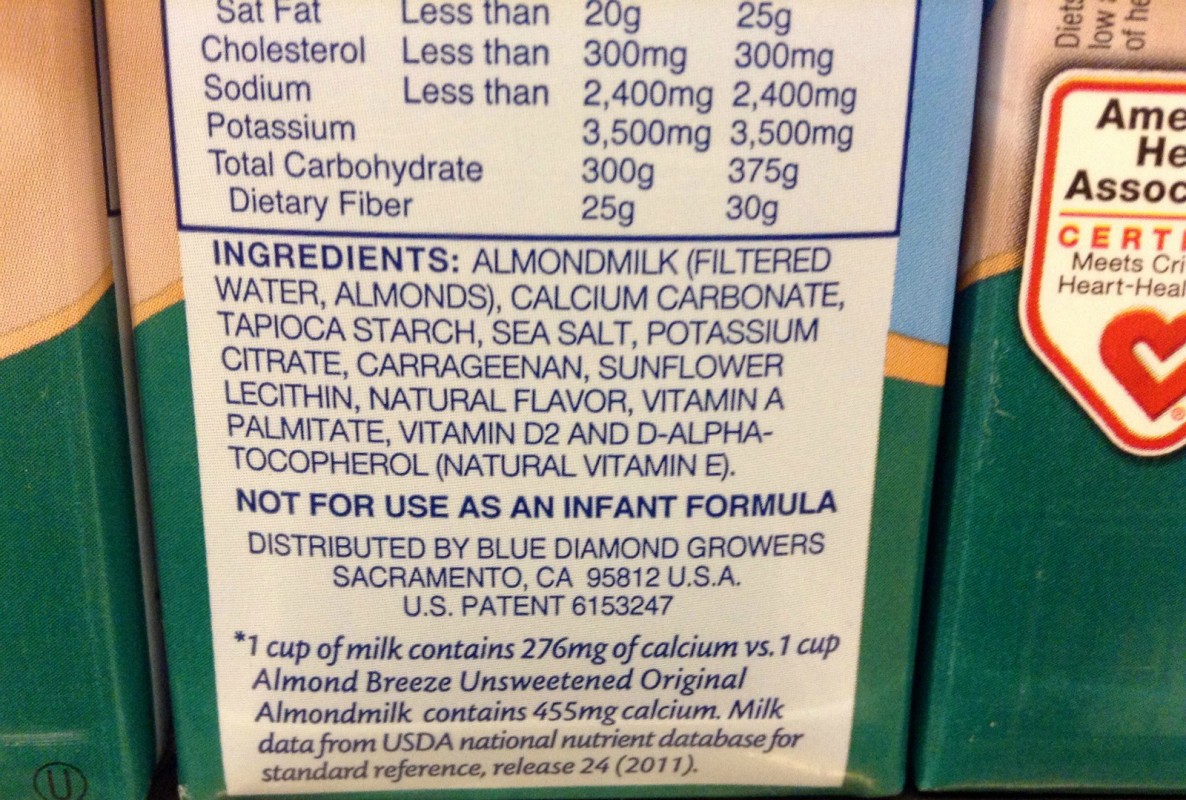 Sat Fat Less than 20g 25g
Cholesterol Less than 300mg 300mg
Sodium Less than 2,400mg 2,400mg
Potassium 3,500mg 3,500mg
Total Carbohydrate 300g 375g
Dietary Fiber 25g 30g
INGREDIENTS: ALMONDMILK (FILTERED
WATER, ALMONDS), CALCIUM CARBONATE,
TAPIOCA STARCH, SEA SALT, POTASSIUM
CITRATE, CARRAGEENAN, SUNFLOWER
LECITHIN, NATURAL FLAVOR, VITAMIN A
PALMITATE, VITAMIN D2 AND D-ALPHA-
TOCOPHEROL (NATURAL VITAMIN E).
NOT FOR USE AS AN INFANT FORMULA
DISTRIBUTED BY BLUE DIAMOND GROWERS
SACRAMENTO, CA 95812 U.S.A.
U.S. PATENT 6153247
*1 cup of milk contains 276mg of calcium vs. 1 cup
Almond Breeze Unsweetened Original
Almondmilk contains 455mg calcium. Milk
data from USDA national nutrient database for
standard reference, release 24 (2011).
Diets
low a
of he
Ame
He
Assoc
CERTI
Meets Cri
Heart-Heal
®
U